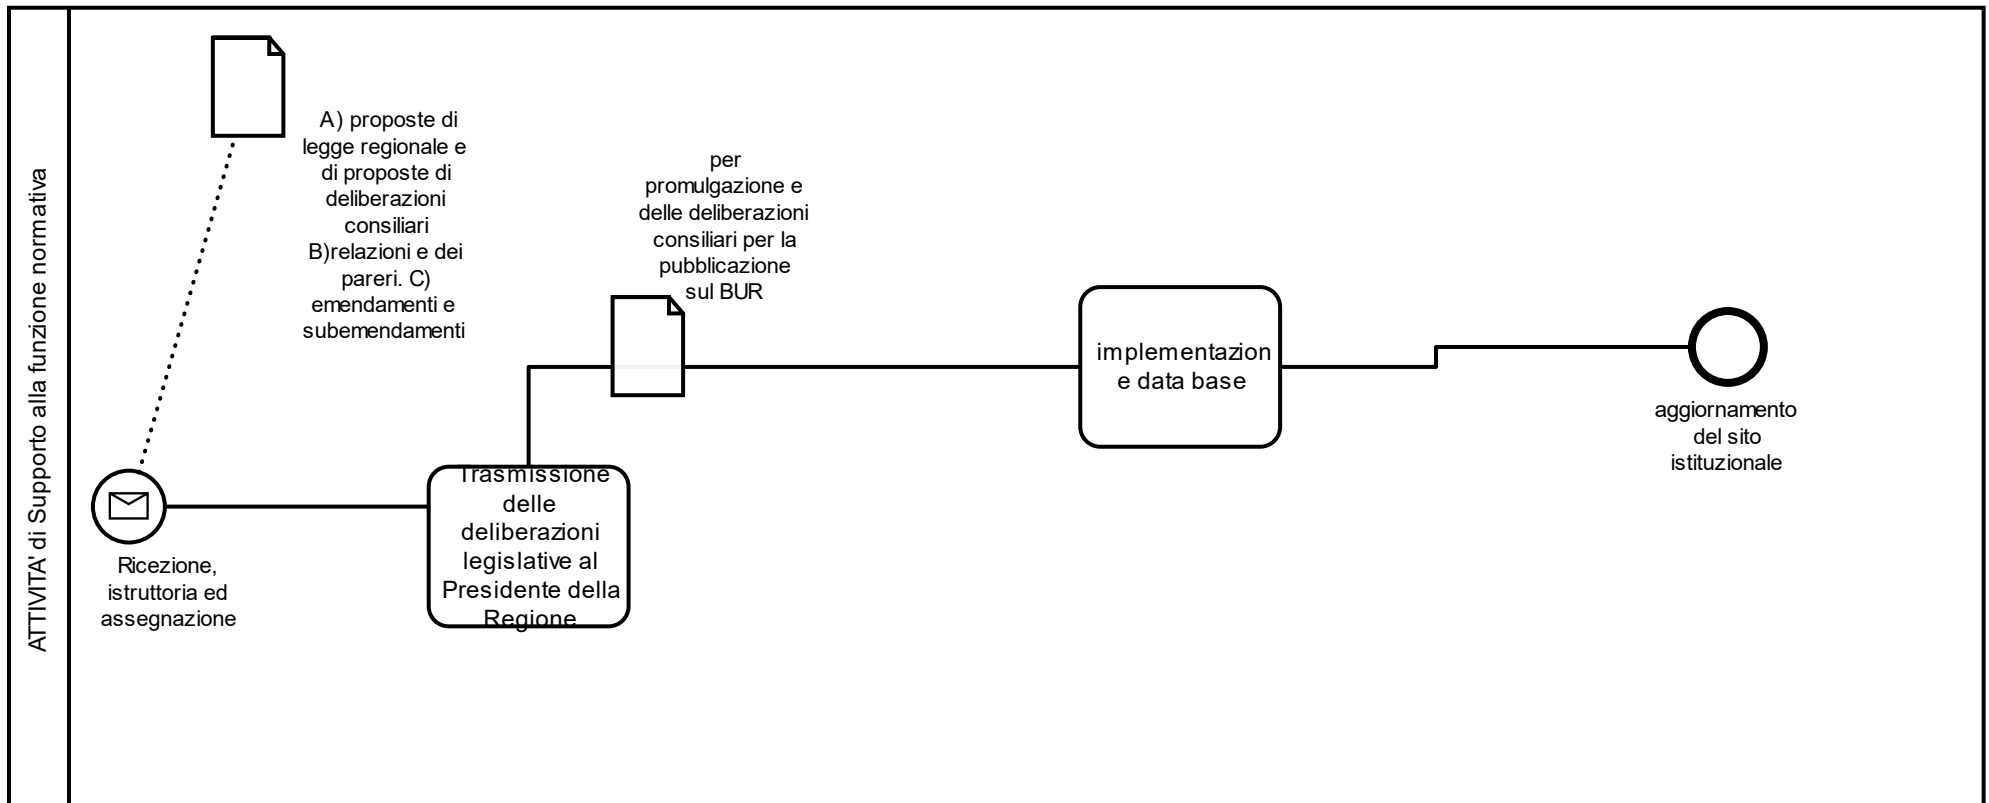 ATTIVITA' di Supporto alla funzione normativa
A) proposte di
legge regionale e
di proposte di
deliberazioni
consiliari
B)relazioni e dei
pareri. C)
emendamenti e
subemendamenti
per
promulgazione e
delle deliberazioni
consiliari per la
pubblicazione
sul BUR
implementazion
e data base
aggiornamento
del sito
istituzionale
Trasmissione
delle
deliberazioni
legislative al
Presidente della
Regione
Ricezione,
istruttoria ed
assegnazione